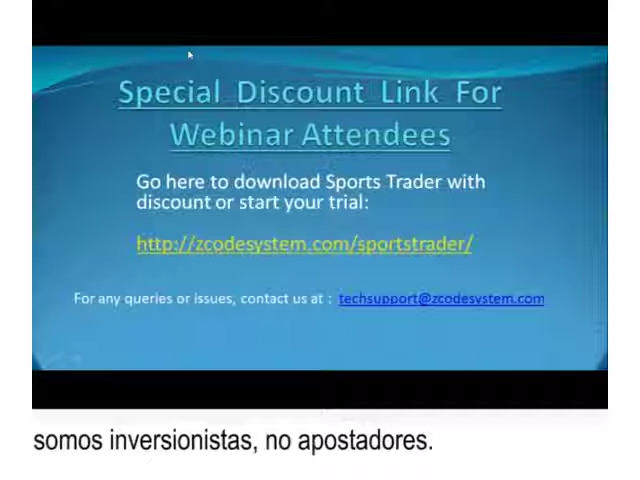 Special Discount Link For
Webinar Attendees
Go here to download Sports Trader with
discount or start your trial:
http://zcodesystem.com/sportstrader/
For any queries or issues, contact us at : techsupport@zcodesystem.com
somos inversionistas, no apostadores.